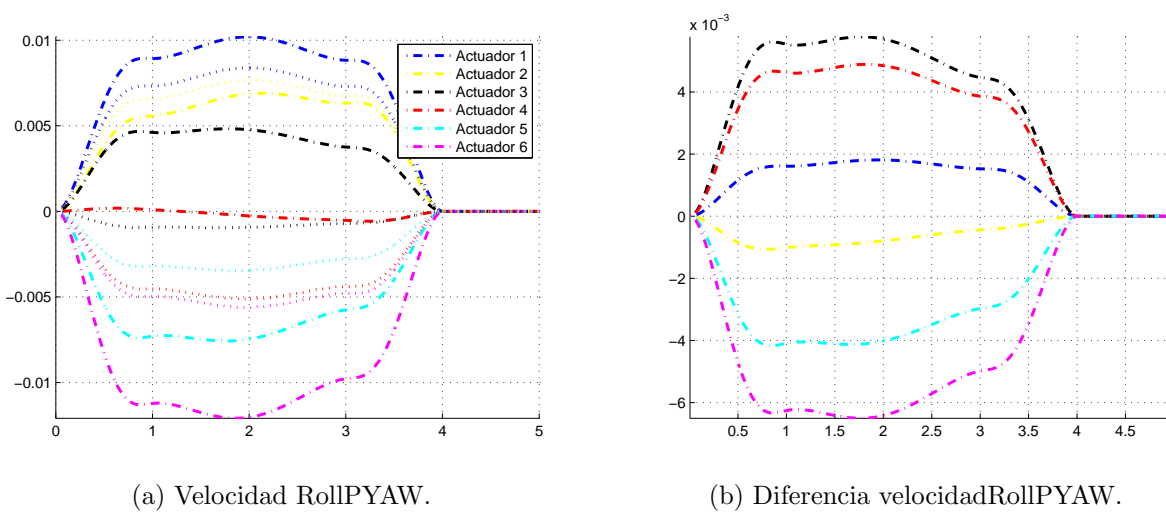 x 10⁻³
0.01
0.005
0
−0.005
−0.01
0 1 2 3 4 5
Actuador 1
Actuador 2
Actuador 3
Actuador 4
Actuador 5
Actuador 6
4
2
0
−2
−4
−6
0.5 1 1.5 2 2.5 3 3.5 4 4.5
(a) Velocidad RollPYAW.
(b) Diferencia velocidadRollPYAW.